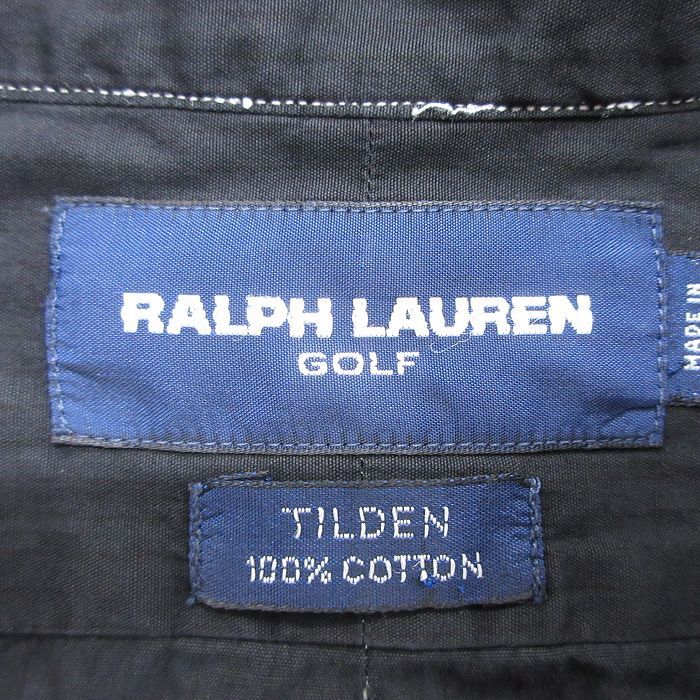 RALPH LAUREN
GOLF
MADE IN
TILDEN
100% COTTON